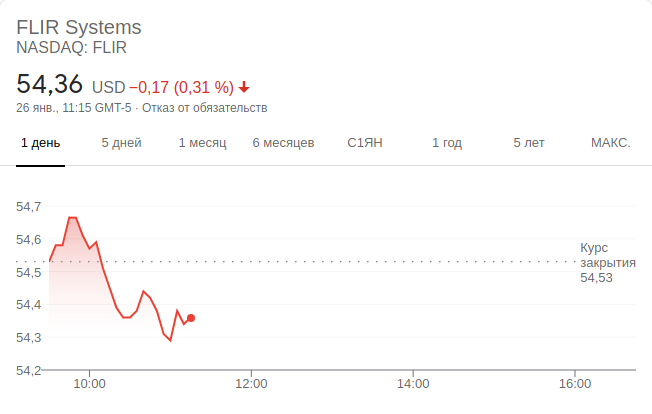 FLIR Systems
NASDAQ: FLIR
54,36 USD −0,17 (0,31 %)
26 янв., 11:15 GMT-5 · Отказ от обязательств
1 день 5 дней 1 месяц 6 месяцев С1ЯН 1 год 5 лет МАКС.
54,7
54,6
Курс
закрытия
54,53
54,5
54,4
54,3
54,2
10:00 12:00 14:00 16:00